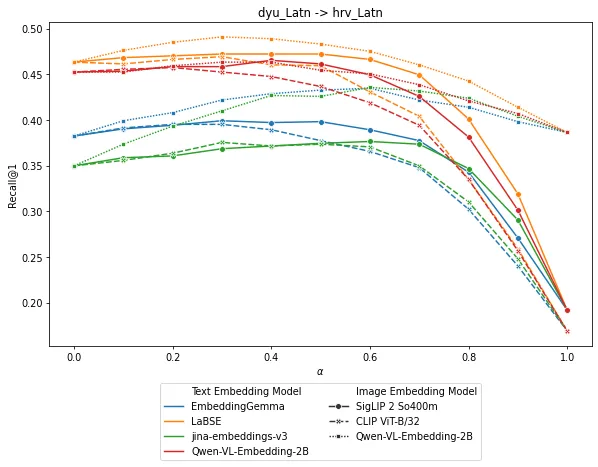 dyu_Latn -> hrv_Latn
0.50
0.45
0.40
0.35
0.30
0.25
0.20
Recall@1
0.0 0.2 0.4 0.6 0.8 1.0
α
Text Embedding Model Image Embedding Model
EmbeddingGemma SigLIP 2 So400m
LaBSE CLIP ViT-B/32
jina-embeddings-v3 Qwen-VL-Embedding-2B
Qwen-VL-Embedding-2B